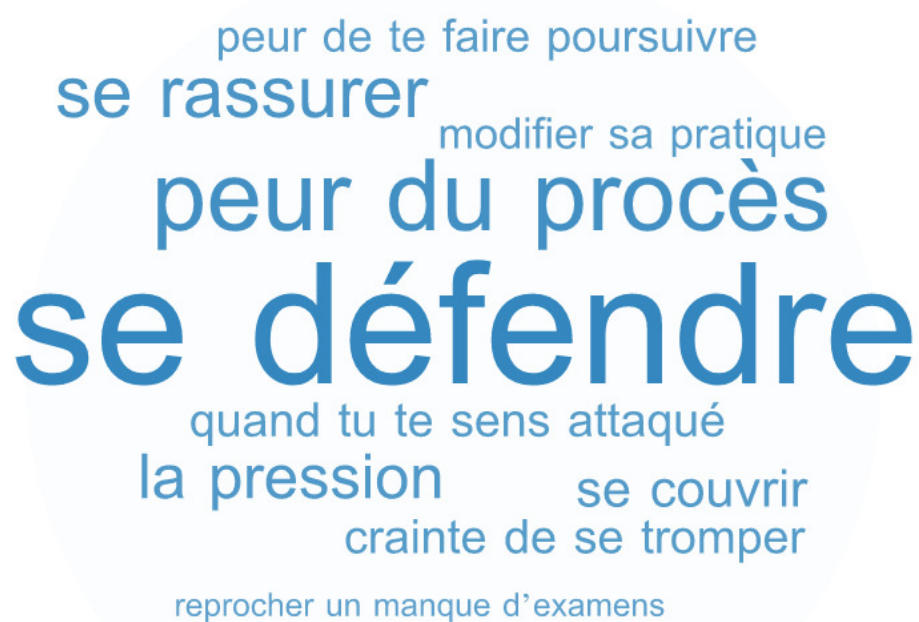 peur de te faire poursuivre
se rassurer
modifier sa pratique
peur du procès
se défendre
quand tu te sens attaqué
la pression
se couvrir
crainte de se tromper
reprocher un manque d’examens